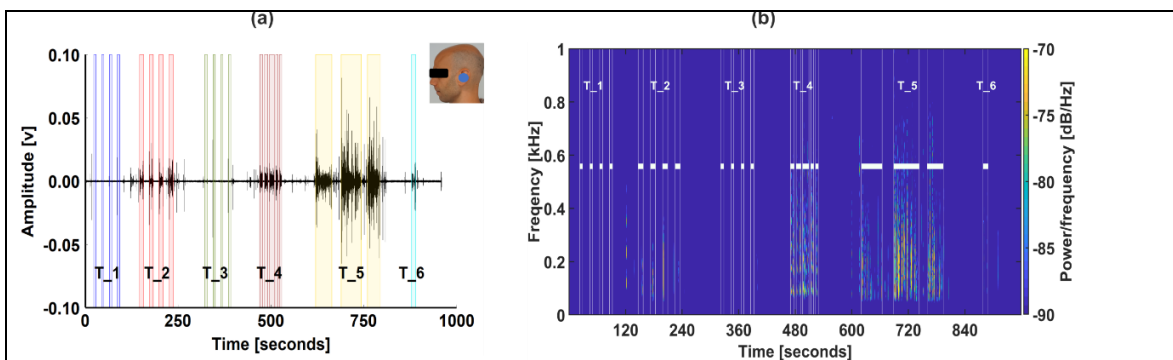 (a)
0.10
0.05
0.00
-0.05
-0.10
Amplitude [v]
T_1 T_2 T_3 T_4 T_5 T_6
0 250 500 750 1000
Time [seconds]
(b)
1
0.8
0.6
0.4
0.2
0
Freqency [kHz]
T_1 T_2 T_3 T_4 T_5 T_6
120 240 360 480 600 720 840
Time [seconds]
-70
-75
-80
-85
-90
Power/frequency [dB/Hz]